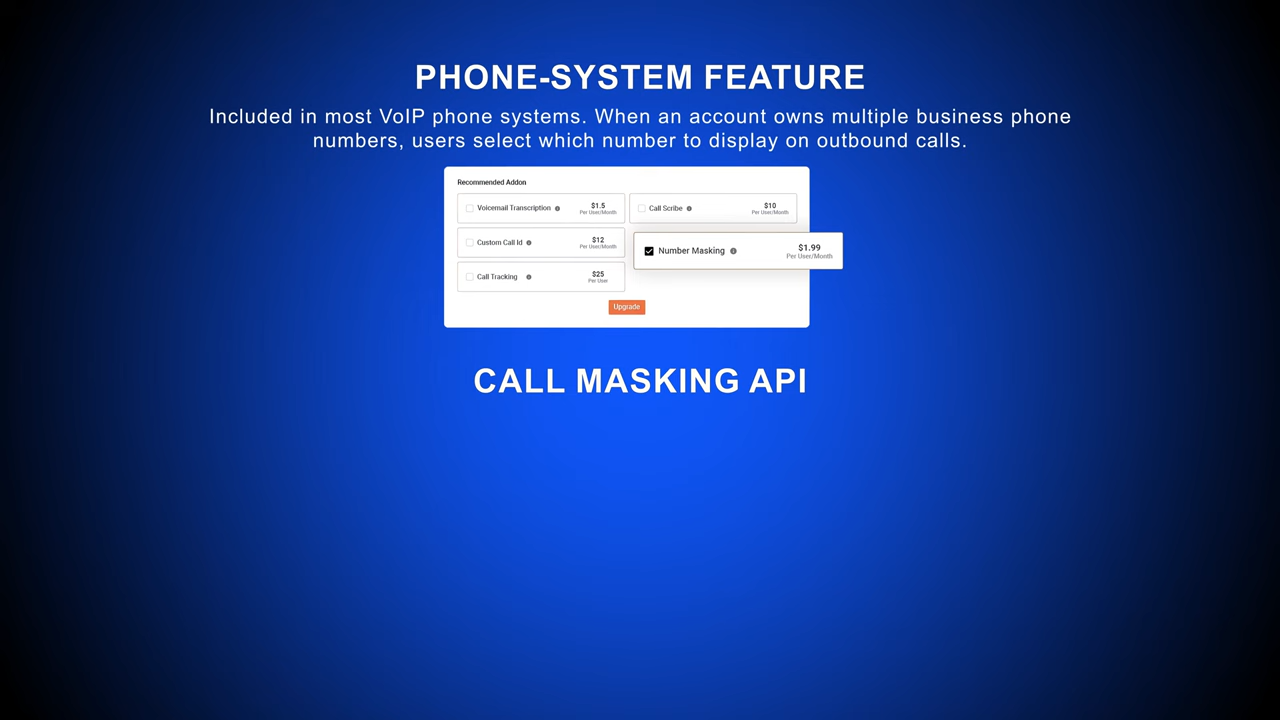 PHONE-SYSTEM FEATURE
Included in most VoIP phone systems. When an account owns multiple business phone
numbers, users select which number to display on outbound calls.
Recommended Addon
Voicemail Transcription $1.5
Per User/Month
Call Scribe $10
Per User/Month
Custom Call Id $12
Per User/Month
Number Masking $1.99
Per User/Month
Call Tracking $25
Per User
Upgrade
CALL MASKING API